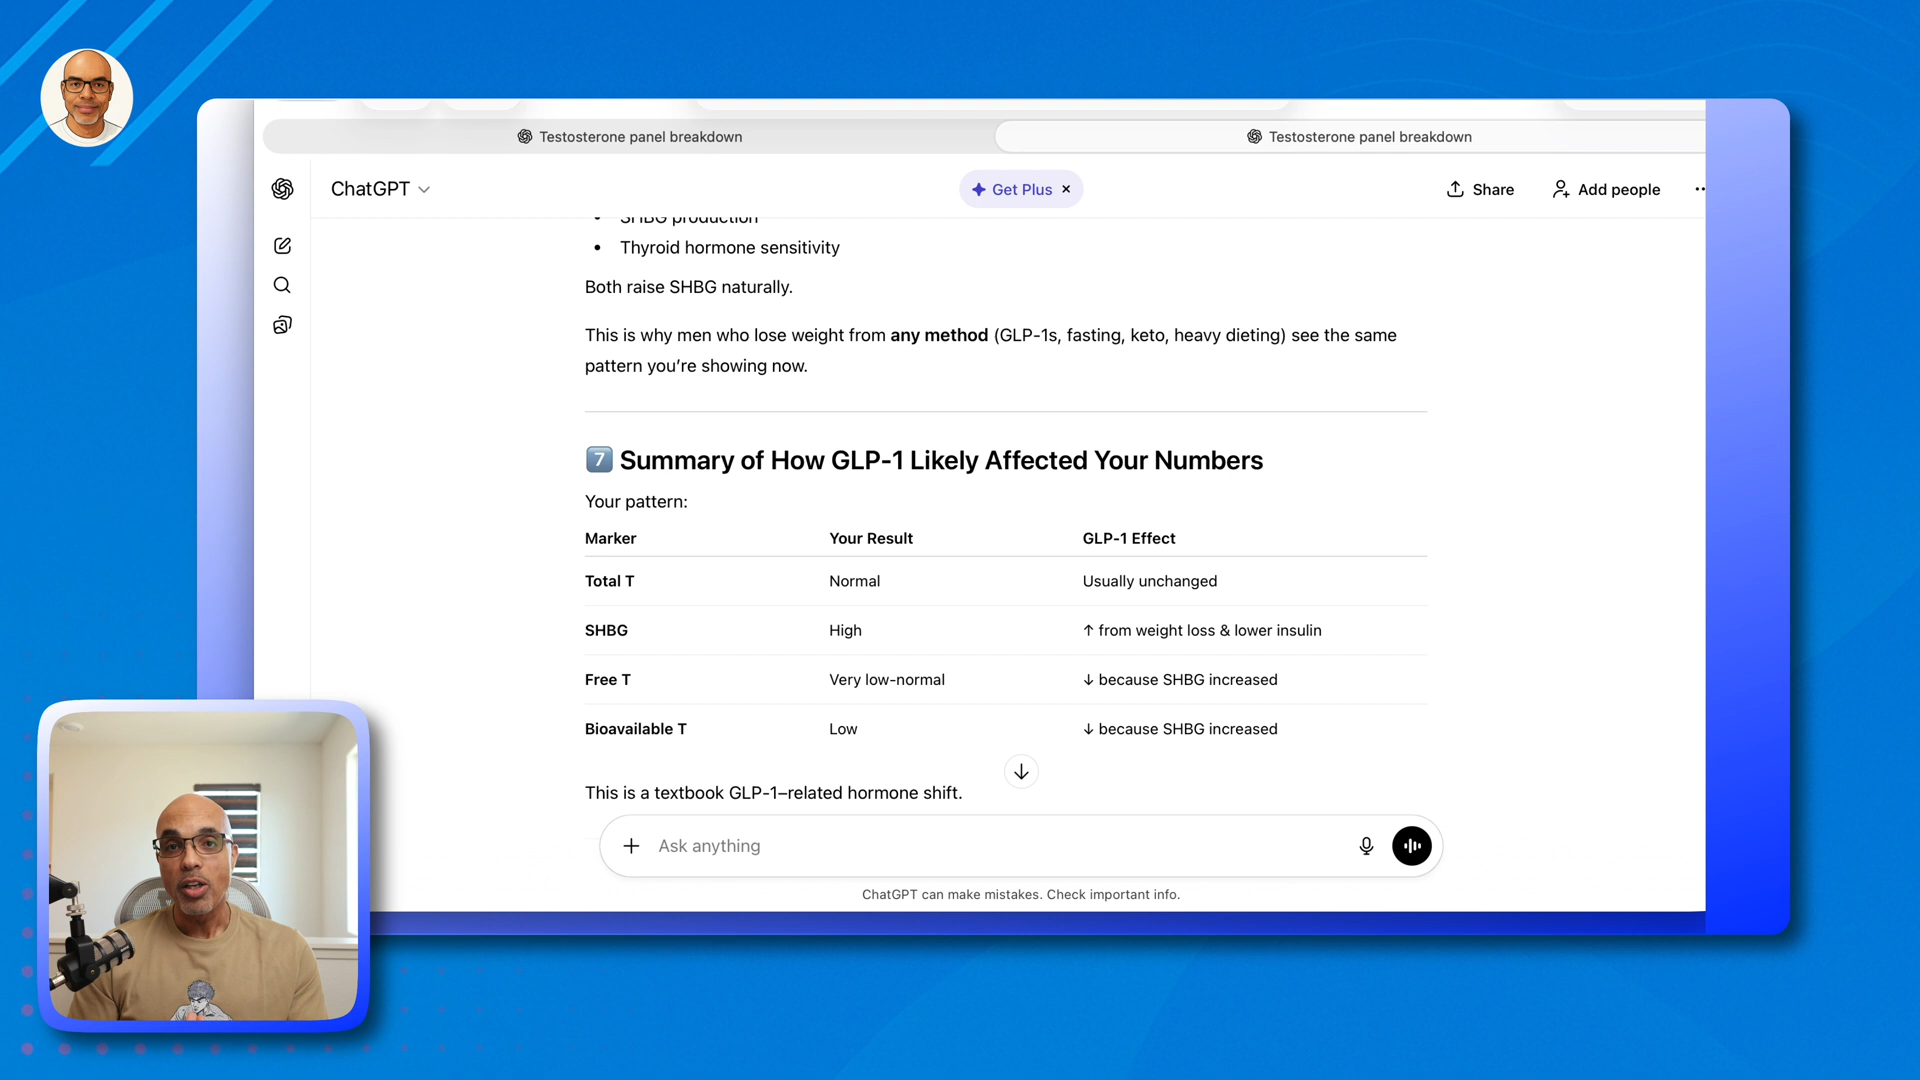 Testosterone panel breakdown
Testosterone panel breakdown
ChatGPT
Get Plus ×
Share
Add people
• SHBG production
• Thyroid hormone sensitivity
Both raise SHBG naturally.
This is why men who lose weight from any method (GLP-1s, fasting, keto, heavy dieting) see the same
pattern you’re showing now.
7 Summary of How GLP-1 Likely Affected Your Numbers
Your pattern:
Marker Your Result GLP-1 Effect
Total T Normal Usually unchanged
SHBG High ↑ from weight loss & lower insulin
Free T Very low-normal ↓ because SHBG increased
Bioavailable T Low ↓ because SHBG increased
This is a textbook GLP-1–related hormone shift.
Ask anything
ChatGPT can make mistakes. Check important info.